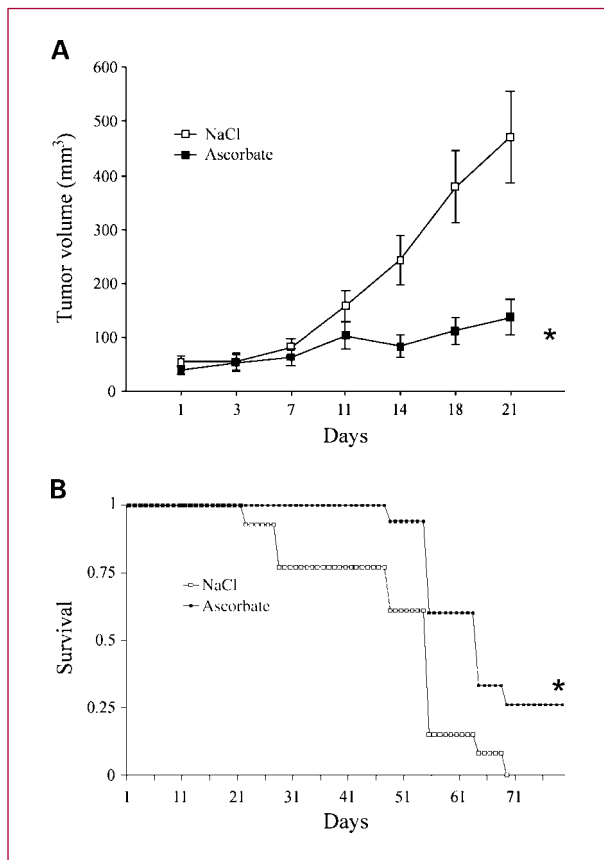 A
600
500
400
300
200
100
0
Tumor volume (mm³)
NaCl
Ascorbate
*
1 3 7 11 14 18 21
Days
B
1
0.75
0.5
0.25
0
Survival
NaCl
Ascorbate
*
1 11 21 31 41 51 61 71
Days